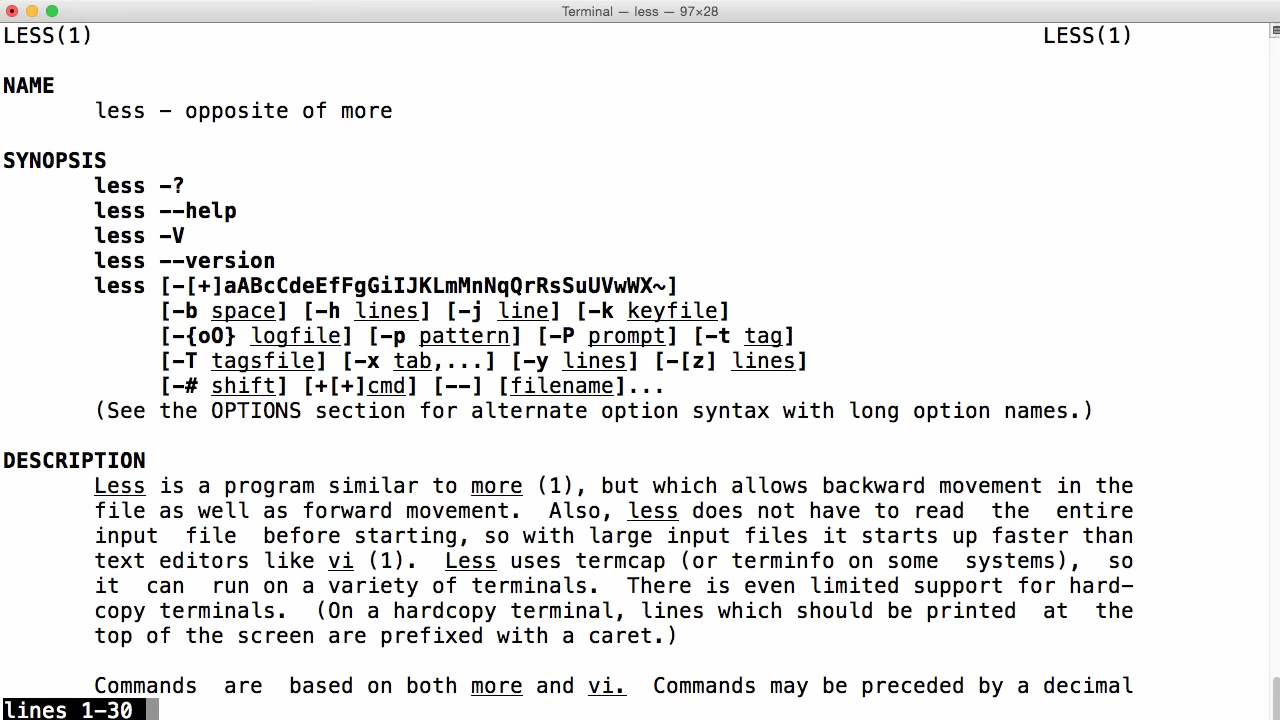 Terminal — less — 97×28
LESS(1) LESS(1)
NAME
less - opposite of more
SYNOPSIS
less -?
less --help
less -V
less --version
less [-[+]aABcCdeEfFgGiIJKLmMnNqQrRsSuUVwWX~]
[-b space] [-h lines] [-j line] [-k keyfile]
[-{oO} logfile] [-p pattern] [-P prompt] [-t tag]
[-T tagsfile] [-x tab,...] [-y lines] [-[z] lines]
[-# shift] [+[+]cmd] [--] [filename]...
(See the OPTIONS section for alternate option syntax with long option names.)
DESCRIPTION
Less is a program similar to more (1), but which allows backward movement in the
file as well as forward movement.  Also, less does not have to read  the  entire
input  file  before starting, so with large input files it starts up faster than
text editors like vi (1).  Less uses termcap (or terminfo on some  systems),  so
it  can  run on a variety of terminals.  There is even limited support for hard-
copy terminals.  (On a hardcopy terminal, lines which should be printed  at  the
top of the screen are prefixed with a caret.)
Commands  are  based on both more and vi.  Commands may be preceded by a decimal
lines 1-30